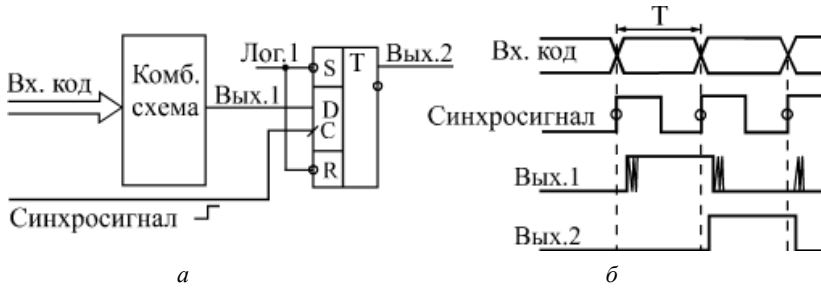 Вх. код
Комб.
схема
Вых.1
Лог.1
S
T
D
C
R
Вых.2
Синхросигнал
а
T
Вх. код
Синхросигнал
Вых.1
Вых.2
б